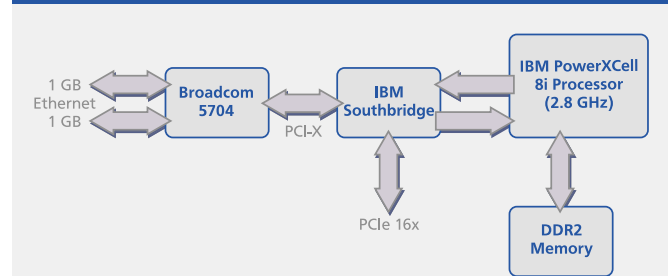 1 GB
Ethernet
1 GB
Broadcom
5704
PCI-X
IBM
Southbridge
PCIe 16x
IBM PowerXCell
8i Processor
(2.8 GHz)
DDR2
Memory